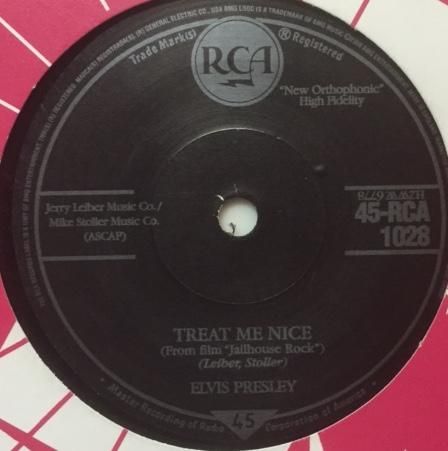 Trade Mark(s) ® Registered
RCA
"New Orthophonic"
High Fidelity
Jerry Leiber Music Co./
Mike Stoller Music Co.
(ASCAP)
45-RCA
1028
TREAT ME NICE
(From film "Jailhouse Rock")
(Leiber, Stoller)
ELVIS PRESLEY
• Master Recording of Radio Corporation of America •
45